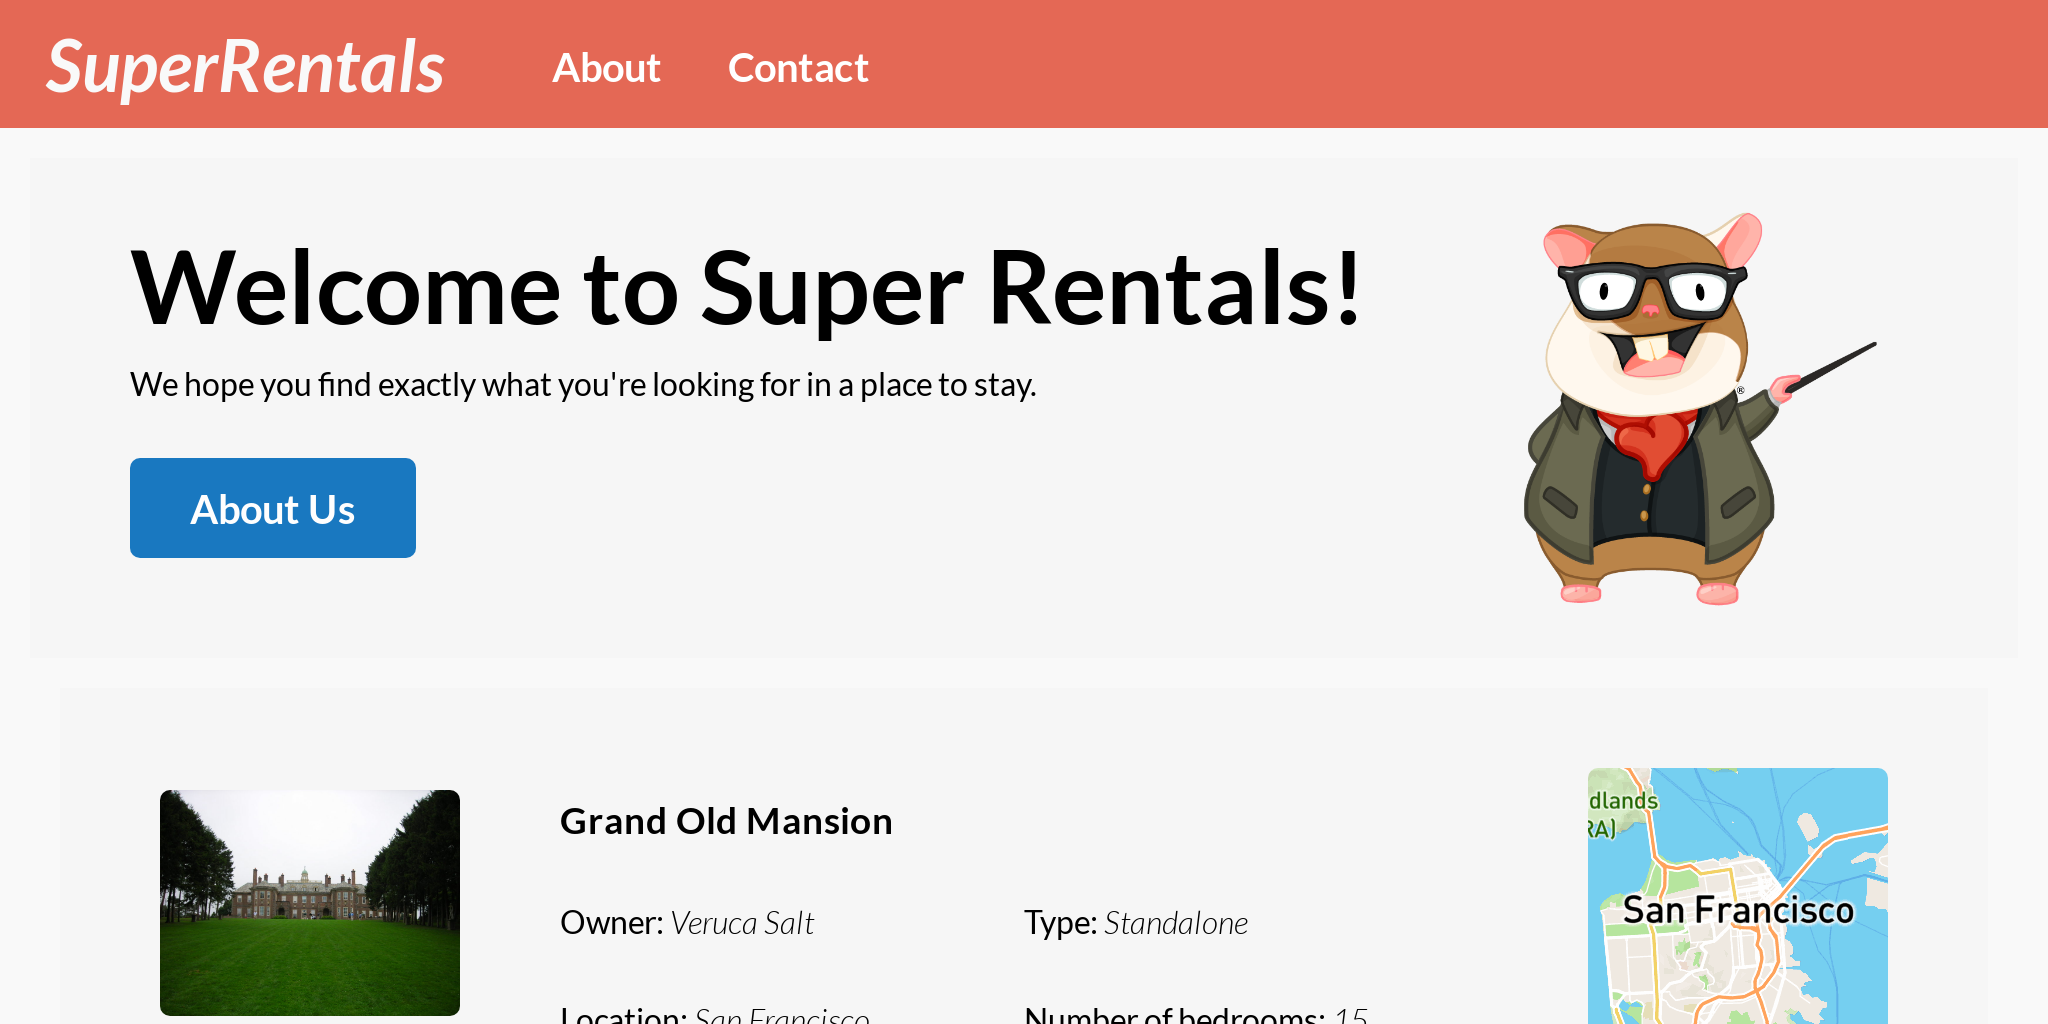 SuperRentals About Contact
Welcome to Super Rentals!
We hope you find exactly what you're looking for in a place to stay.
®
About Us
Grand Old Mansion
Owner: Veruca Salt Type: Standalone
Location: San Francisco Number of bedrooms: 15
dlands
RA)
San Francisco